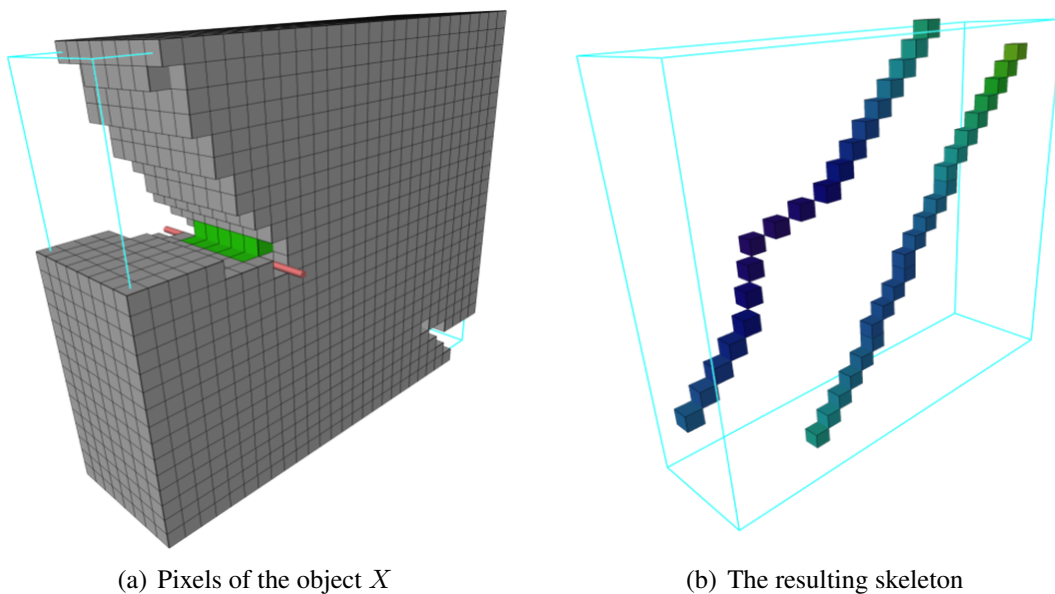 (a) Pixels of the object X
(b) The resulting skeleton